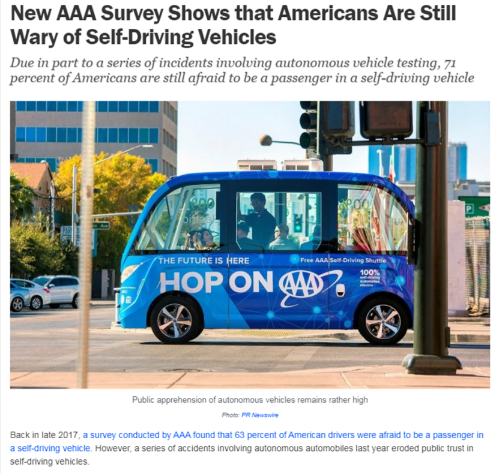 New AAA Survey Shows that Americans Are Still
Wary of Self-Driving Vehicles
Due in part to a series of incidents involving autonomous vehicle testing, 71
percent of Americans are still afraid to be a passenger in a self-driving vehicle
THE FUTURE IS HERE
Free AAA Self-Driving Shuttle
HOP ON AAA
100%
P
Public apprehension of autonomous vehicles remains rather high
Photo: PR Newswire
Back in late 2017, a survey conducted by AAA found that 63 percent of American drivers were afraid to be a passenger in
a self-driving vehicle. However, a series of accidents involving autonomous automobiles last year eroded public trust in
self-driving vehicles.